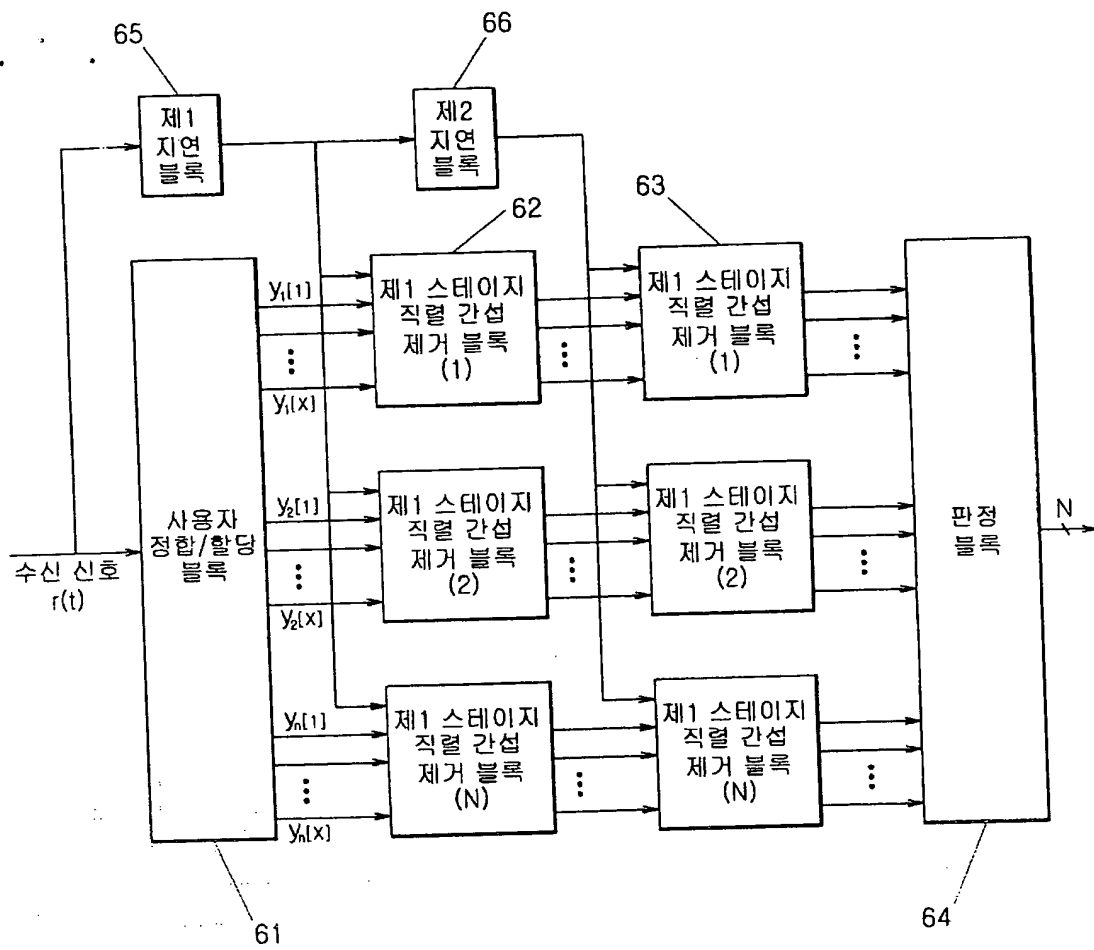 65
66
제1
지연
블록
제2
지연
블록
62
63
y₁[1]
y₁[x]
제1 스테이지
직렬 간섭
제거 블록
(1)
제1 스테이지
직렬 간섭
제거 블록
(1)
사용자
정합/할당
블록
수신 신호
r(t)
y₂[1]
y₂[x]
제1 스테이지
직렬 간섭
제거 블록
(2)
제1 스테이지
직렬 간섭
제거 블록
(2)
판정
블록
N
yₙ[1]
yₙ[x]
제1 스테이지
직렬 간섭
제거 블록
(N)
제1 스테이지
직렬 간섭
제거 블록
(N)
61
64